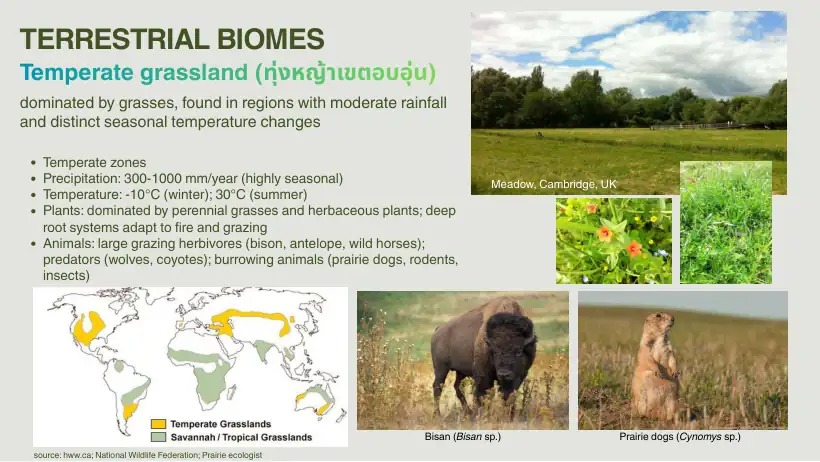 TERRESTRIAL BIOMES
Temperate grassland (ทุ่งหญ้าเขตอบอุ่น)
dominated by grasses, found in regions with moderate rainfall
and distinct seasonal temperature changes
• Temperate zones
• Precipitation: 300-1000 mm/year (highly seasonal)
• Temperature: -10°C (winter); 30°C (summer)
• Plants: dominated by perennial grasses and herbaceous plants; deep
root systems adapt to fire and grazing
• Animals: large grazing herbivores (bison, antelope, wild horses);
predators (wolves, coyotes); burrowing animals (prairie dogs, rodents,
insects)
Meadow, Cambridge, UK
Temperate Grasslands
Savannah / Tropical Grasslands
Bisan (Bisan sp.)
Prairie dogs (Cynomys sp.)
source: hww.ca; National Wildlife Federation; Prairie ecologist